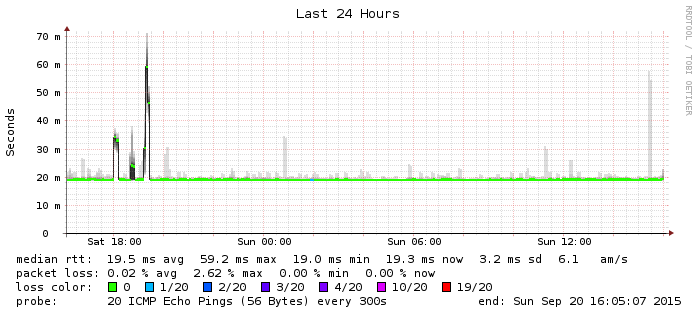 Last 24 Hours
RRDTOOL / TOBI OETIKER
Seconds
70 m
60 m
50 m
40 m
30 m
20 m
10 m
0
Sat 18:00 Sun 00:00 Sun 06:00 Sun 12:00
median rtt: 19.5 ms avg 59.2 ms max 19.0 ms min 19.3 ms now 3.2 ms sd 6.1 am/s
packet loss: 0.02 % avg 2.62 % max 0.00 % min 0.00 % now
loss color: 0 1/20 2/20 3/20 4/20 10/20 19/20
probe: 20 ICMP Echo Pings (56 Bytes) every 300s end: Sun Sep 20 16:05:07 2015